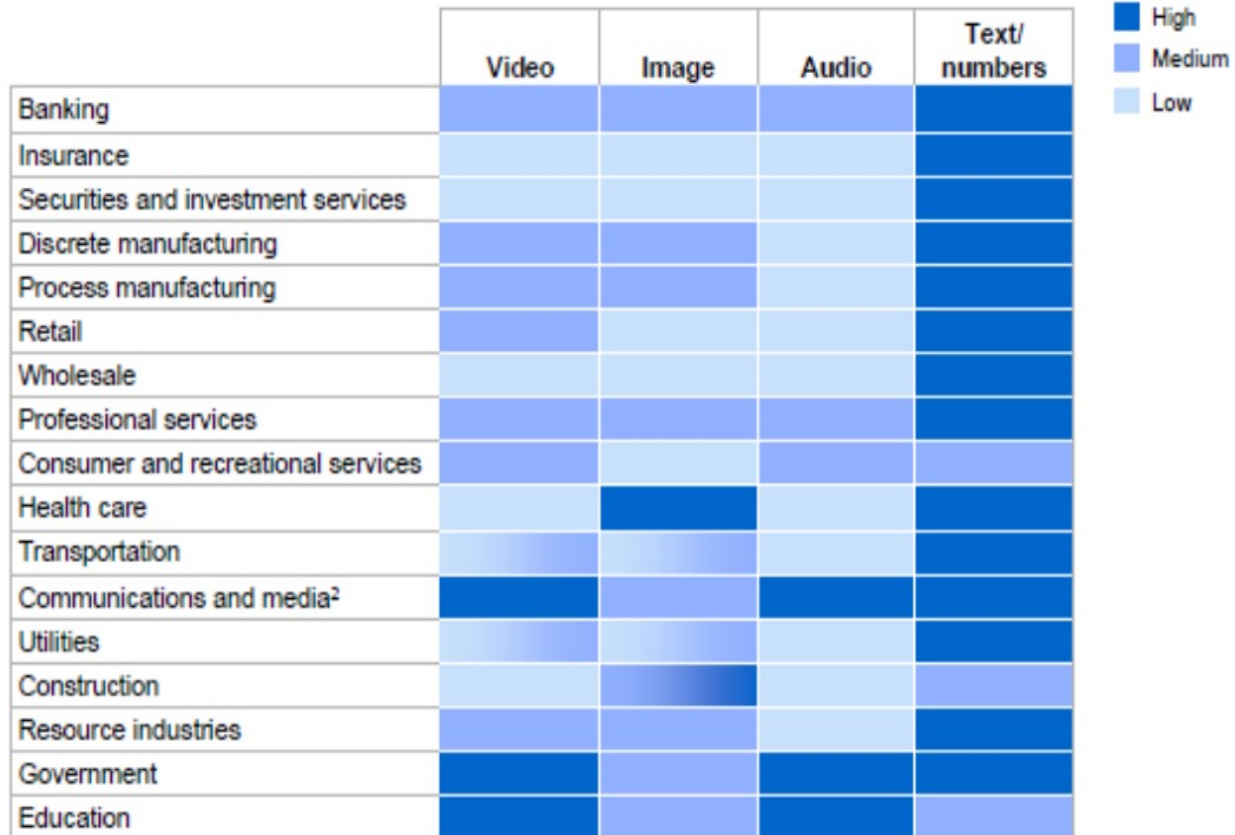 Video
Image
Audio
Text/
numbers
High
Medium
Low
Banking
Insurance
Securities and investment services
Discrete manufacturing
Process manufacturing
Retail
Wholesale
Professional services
Consumer and recreational services
Health care
Transportation
Communications and media²
Utilities
Construction
Resource industries
Government
Education